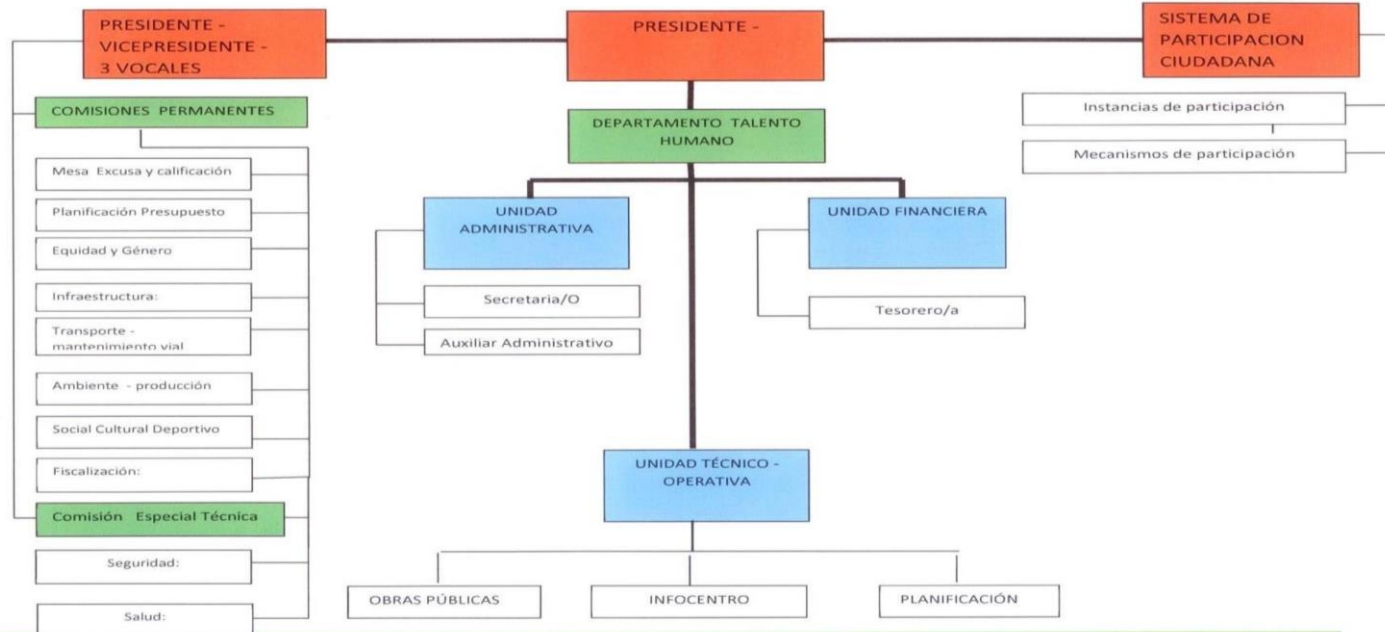 PRESIDENTE -
VICEPRESIDENTE -
3 VOCALES
PRESIDENTE -
SISTEMA DE
PARTICIPACION
CIUDADANA
COMISIONES PERMANENTES
Mesa Excusa y calificación
Planificación Presupuesto
Equidad y Género
Infraestructura:
Transporte -
mantenimiento vial
Ambiente - producción
Social Cultural Deportivo
Fiscalización:
Comisión Especial Técnica
Seguridad:
Salud:
DEPARTAMENTO TALENTO
HUMANO
UNIDAD
ADMINISTRATIVA
Secretaria/O
Auxiliar Administrativo
UNIDAD FINANCIERA
Tesorero/a
UNIDAD TÉCNICO -
OPERATIVA
OBRAS PÚBLICAS
INFOCENTRO
PLANIFICACIÓN
Instancias de participación
Mecanismos de participación